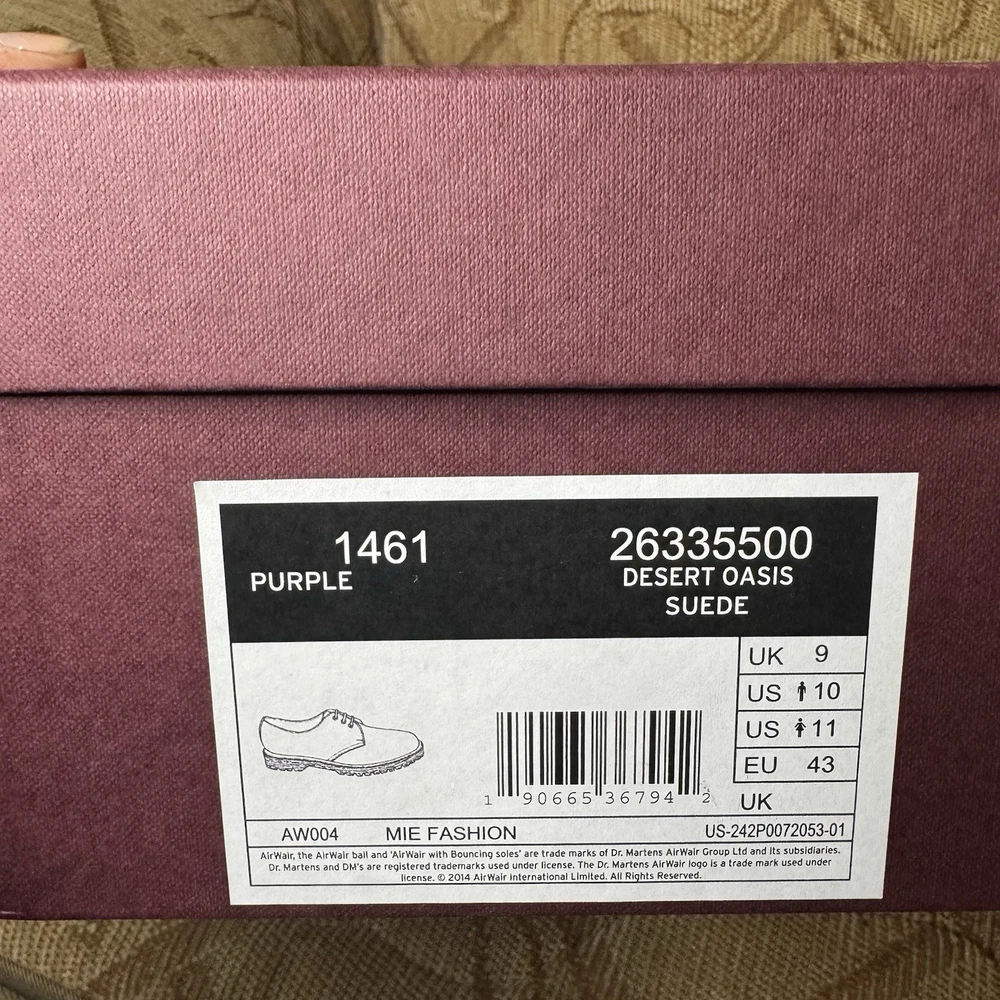 1461
26335500
PURPLE
DESERT OASIS
SUEDE
UK 9
US 10
US 11
EU 43
UK
1 90665 36794 2
AW004 MIE FASHION US-242P0072053-01
AirWair, the AirWair ball and 'AirWair with Bouncing soles' are trade marks of Dr. Martens AirWair Group Ltd and its subsidiaries.
Dr. Martens and DM's are registered trademarks used under license. The Dr. Martens AirWair logo is a trade mark used under
license. © 2014 AirWair International Limited. All Rights Reserved.